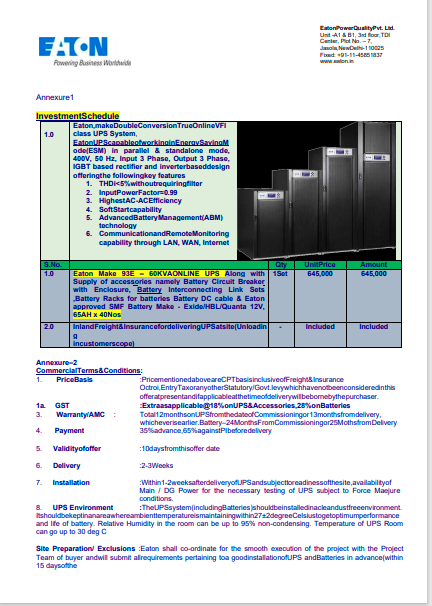 EATON
Powering Business Worldwide
EatonPowerQualityPvt. Ltd.
Unit -A1 & B1, 3rd floor,TDI
Center, Plot No. – 7,
Jasola,NewDelhi-110025
Fixed: +91-11-45851837
www.eaton.in
Annexure1
InvestmentSchedule
1.0 Eaton,makeDoubleConversionTrueOnlineVFI
class UPS System,
EatonUPScapableofworkinginEnergySavingM
ode(ESM) in parallel & standalone mode,
400V, 50 Hz, Input 3 Phase, Output 3 Phase,
IGBT based rectifier and inverterbaseddesign
offeringthefollowingkey features
1. THDI<5%withoutrequiringfilter
2. InputPowerFactor=0.99
3. HighestAC-ACEfficiency
4. SoftStartcapability
5. AdvancedBatteryManagement(ABM)
technology
6. CommunicationandRemoteMonitoring
capability through LAN, WAN, Internet
S.No. Qty UnitPrice Amount
1.0 Eaton Make 93E – 60KVAONLINE UPS Along with 1Set 645,000 645,000
Supply of accessories namely Battery Circuit Breaker
with Enclosure, Battery Interconnecting Link Sets
,Battery Racks for batteries Battery DC cable & Eaton
approved SMF Battery Make - Exide/HBL/Quanta 12V,
65AH x 40Nos
2.0 InlandFreight&InsurancefordeliveringUPSatsite(Unloadin - Included Included
g
incustomerscope)
Annexure–2
CommercialTerms&Conditions:
1. PriceBasis :PricementionedaboveareCPTbasisinclusiveofFreight&Insurance
Octroi,EntryTaxoranyotherStatutory/Govt.levywhichhavenotbeenconsideredinthis
offeratpresentandifapplicableatthetimeofdeliverywillbebornebythepurchaser.
1a. GST :Extraasapplicable@18%onUPS&Accessories,28%onBatteries
3. Warranty/AMC : Total12monthsonUPSfromthedateofCommissioningor13monthsfromdelivery,
whicheverisearlier.Battery–24MonthsFromCommissioningor25MothsfromDelivery
4. Payment 35%advance,65%againstPIbeforedelivery
5. Validityofoffer :10daysfromthisoffer date
6. Delivery :2-3Weeks
7. Installation :Within1-2weeksafterdeliveryofUPSandsubjecttoreadinessofthesite,availabilityof
Main / DG Power for the necessary testing of UPS subject to Force Maejure
conditions.
8. UPS Environment :TheUPSsystem(includingBatteries)shouldbeinstalledinacleandustfreeenvironment.
Itshouldbekeptinanareawhereambienttemperatureismaintainingwithin27±2degreeCelsiustogetoptimumperformance
and life of battery. Relative Humidity in the room can be up to 95% non-condensing. Temperature of UPS Room
can go up to 30 deg C
Site Preparation/ Exclusions :Eaton shall co-ordinate for the smooth execution of the project with the Project
Team of buyer andwill submit allrequirements pertaining toa goodinstallationofUPS andBatteries in advance(within
15 daysofthe